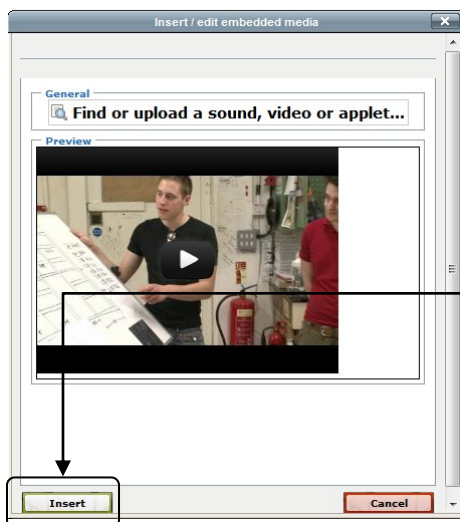 Insert / edit embedded media
General
Find or upload a sound, video or applet...
Preview
Insert
Cancel